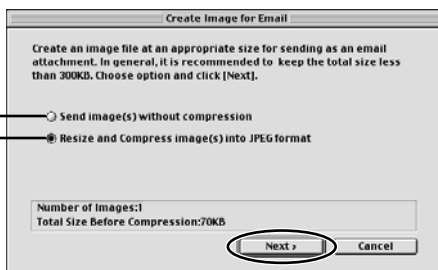 Create Image for Email
Create an image file at an appropriate size for sending as an email
attachment. In general, it is recommended to keep the total size less
than 300KB. Choose option and click [Next].
Send image(s) without compression
Resize and Compress image(s) into JPEG format
Number of Images:1
Total Size Before Compression:70KB
Next ›
Cancel